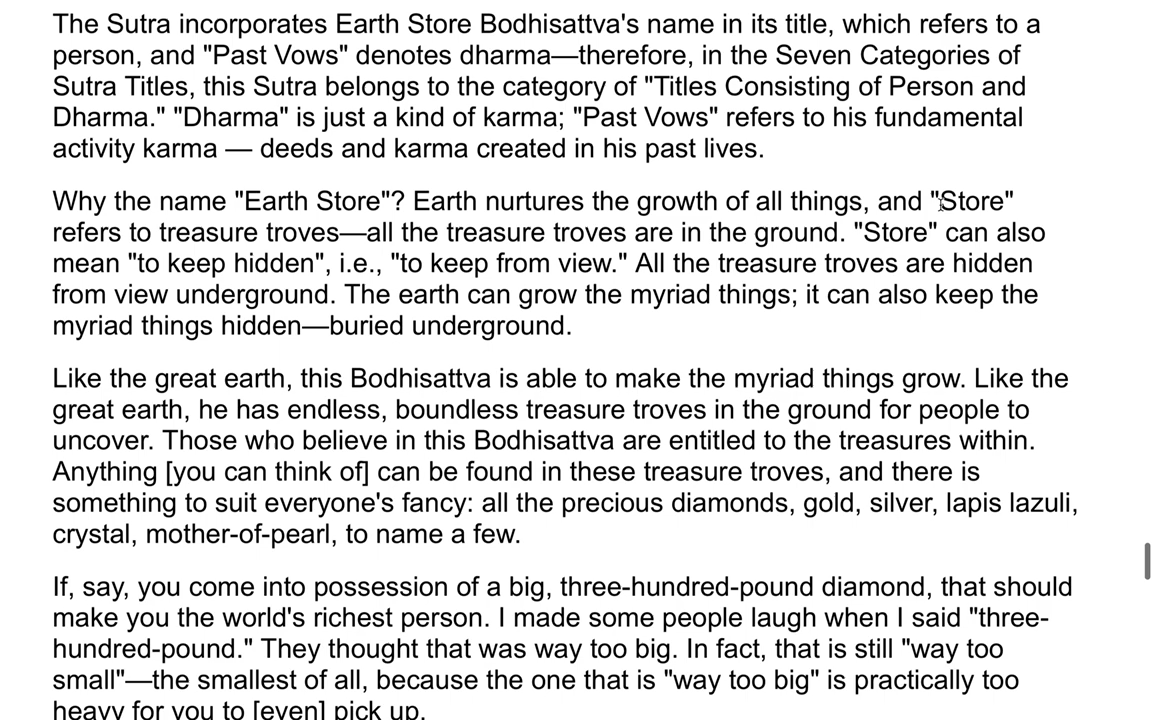 The Sutra incorporates Earth Store Bodhisattva's name in its title, which refers to a
person, and "Past Vows" denotes dharma—therefore, in the Seven Categories of
Sutra Titles, this Sutra belongs to the category of "Titles Consisting of Person and
Dharma." "Dharma" is just a kind of karma; "Past Vows" refers to his fundamental
activity karma — deeds and karma created in his past lives.
Why the name "Earth Store"? Earth nurtures the growth of all things, and "Store"
refers to treasure troves—all the treasure troves are in the ground. "Store" can also
mean "to keep hidden", i.e., "to keep from view." All the treasure troves are hidden
from view underground. The earth can grow the myriad things; it can also keep the
myriad things hidden—buried underground.
Like the great earth, this Bodhisattva is able to make the myriad things grow. Like the
great earth, he has endless, boundless treasure troves in the ground for people to
uncover. Those who believe in this Bodhisattva are entitled to the treasures within.
Anything [you can think of] can be found in these treasure troves, and there is
something to suit everyone's fancy: all the precious diamonds, gold, silver, lapis lazuli,
crystal, mother-of-pearl, to name a few.
If, say, you come into possession of a big, three-hundred-pound diamond, that should
make you the world's richest person. I made some people laugh when I said "three-
hundred-pound." They thought that was way too big. In fact, that is still "way too
small"—the smallest of all, because the one that is "way too big" is practically too
heavy for you to [even] pick up.